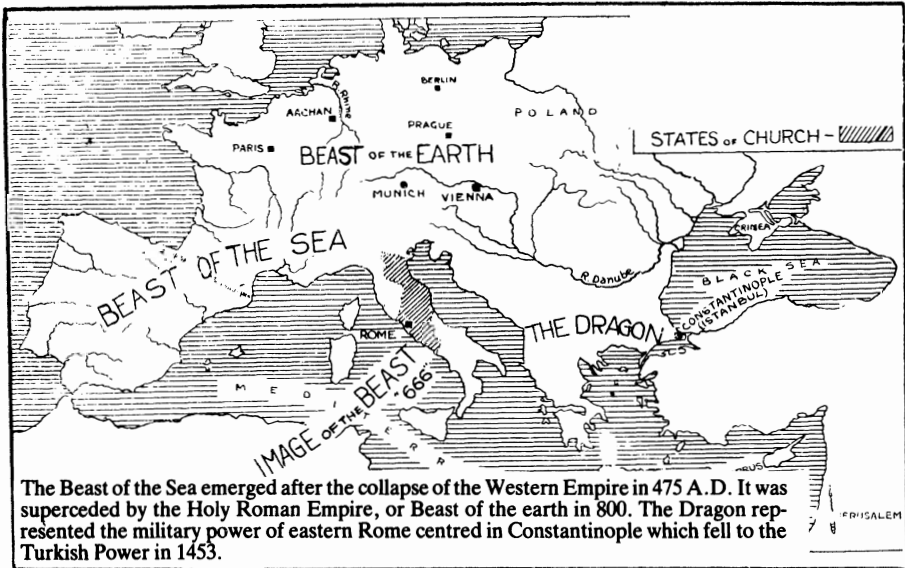 BERLIN
AACHAN
R Rhine
POLAND
PRAGUE
STATES OF CHURCH -
PARIS
BEAST OF THE EARTH
MUNICH
VIENNA
CRIMEA
BEAST OF THE SEA
R Danube
BLACK SEA
CONSTANTINOPLE
(ISTANBUL)
THE DRAGON
ROME
IMAGE OF THE BEAST
"666"
M E D
The Beast of the Sea emerged after the collapse of the Western Empire in 475 A.D. It was
superceded by the Holy Roman Empire, or Beast of the earth in 800. The Dragon rep-
resented the military power of eastern Rome centred in Constantinople which fell to the
Turkish Power in 1453.